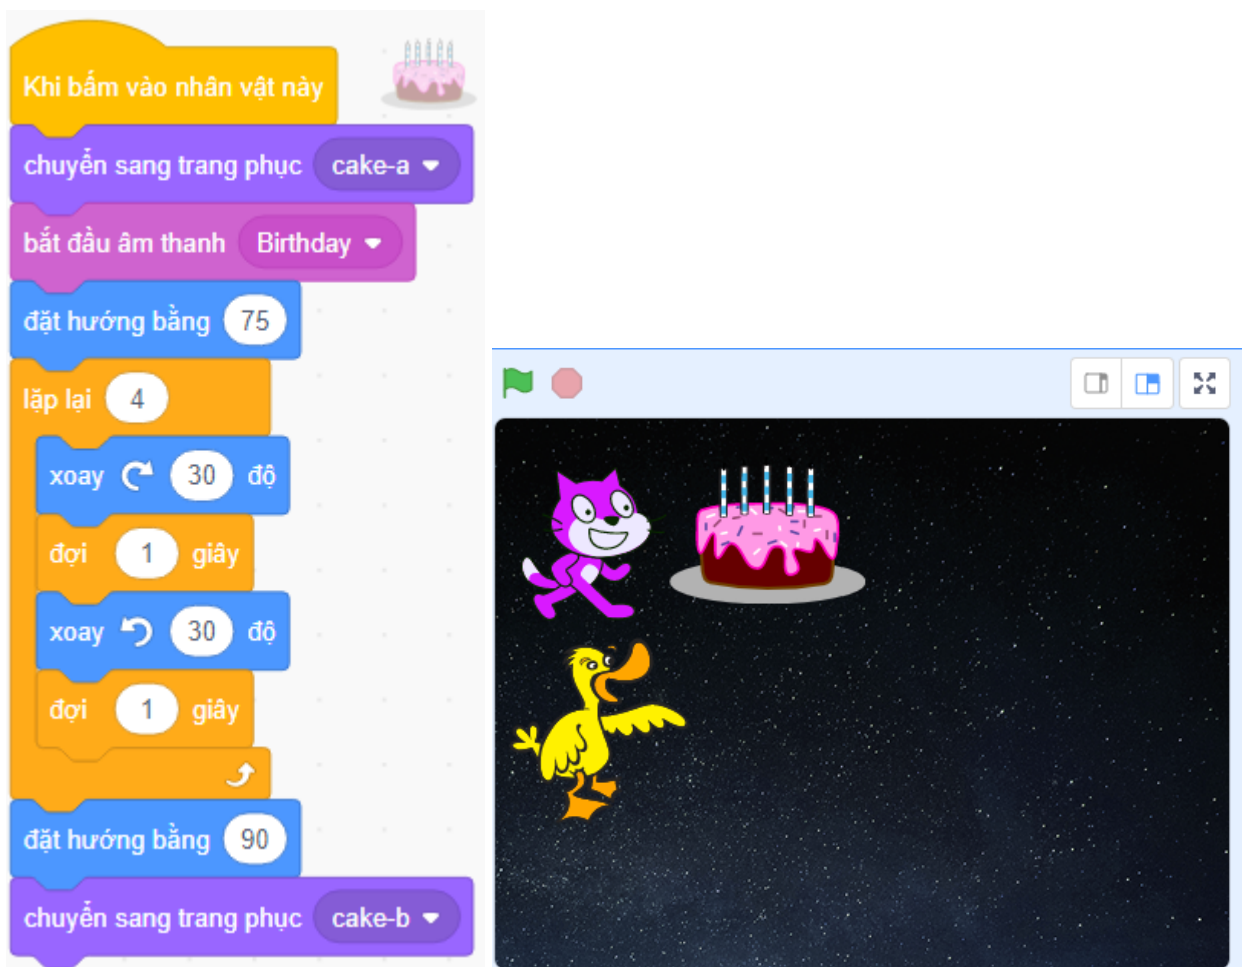 Khi bấm vào nhân vật này
chuyển sang trang phục cake-a
bắt đầu âm thanh Birthday
đặt hướng bằng 75
lặp lại 4
xoay 30 độ
đợi 1 giây
xoay 30 độ
đợi 1 giây
đặt hướng bằng 90
chuyển sang trang phục cake-b